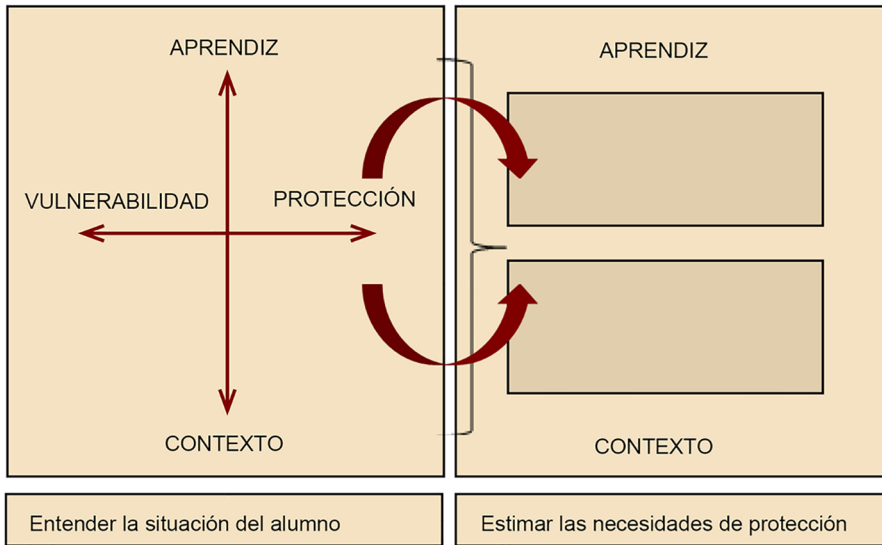 APRENDIZ
VULNERABILIDAD
PROTECCIÓN
CONTEXTO
Entender la situación del alumno
APRENDIZ
CONTEXTO
Estimar las necesidades de protección